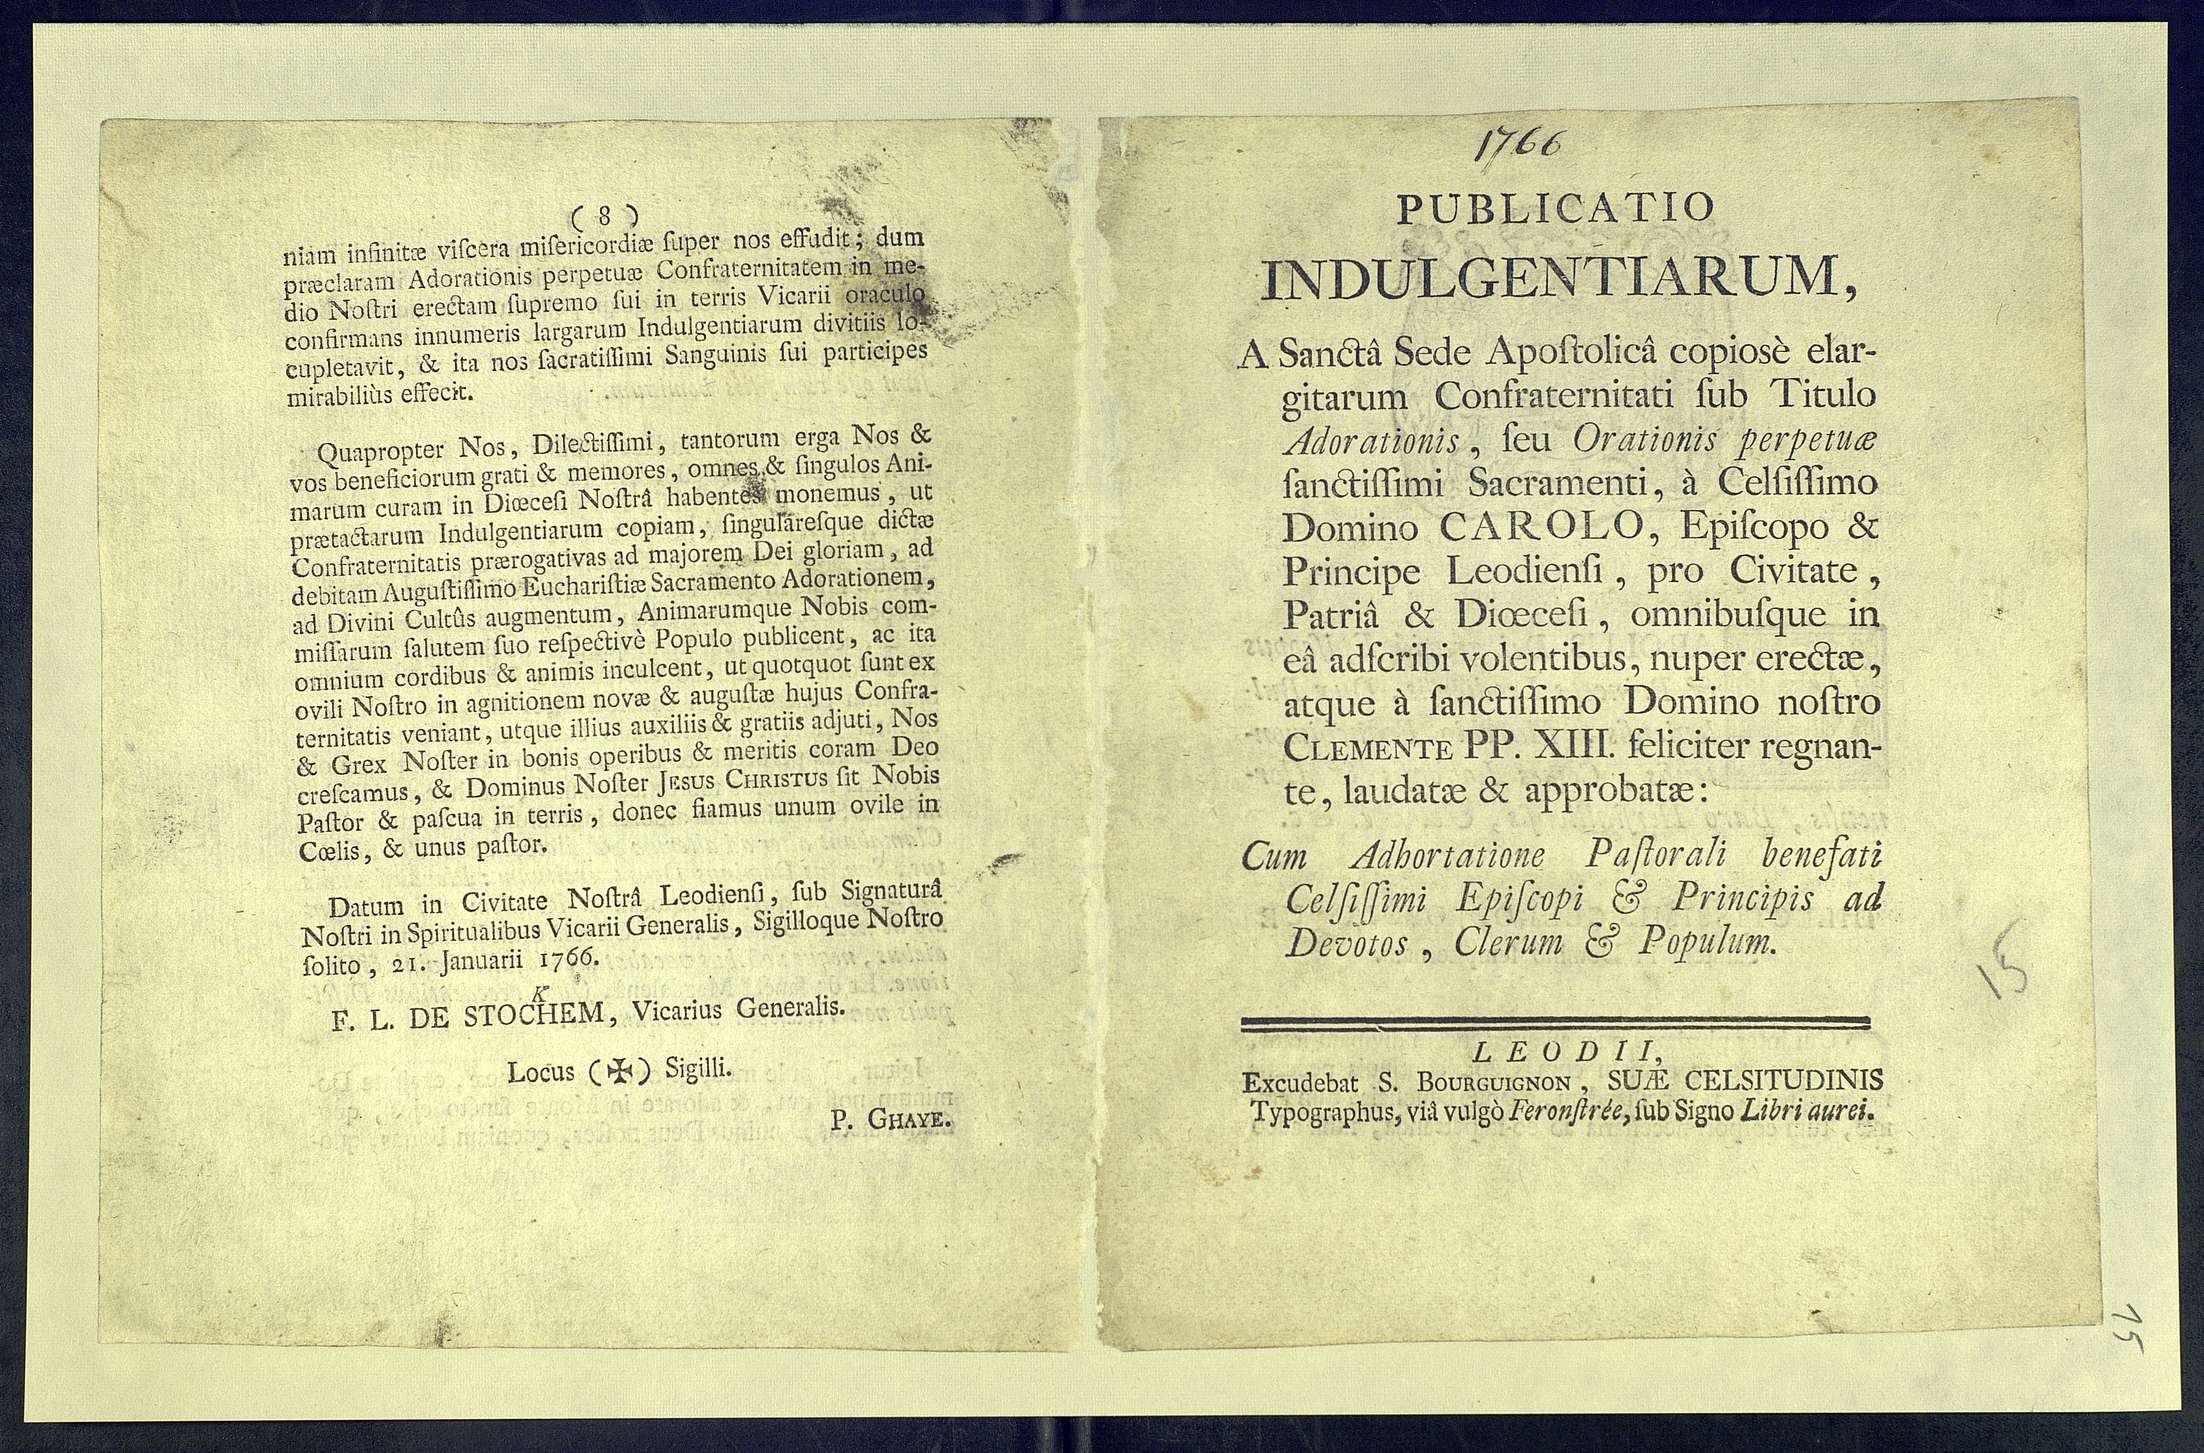 ( 8 )
niam infinitæ viſcera miſericordiæ ſuper nos effudit; dum
præclaram Adorationis perpetuæ Confraternitatem in me-
dio Noſtri erectam ſupremo ſui in terris Vicarii oraculo
confirmans innumeris largarum Indulgentiarum divitiis lo-
cupletavit, & ita nos ſacratiſſimi Sanguinis ſui participes
mirabiliùs effecit.
Quapropter Nos, Dilectiſſimi, tantorum erga Nos &
vos beneficiorum grati & memores, omnes & ſingulos Ani-
marum curam in Diœceſi Noſtrâ habentes monemus, ut
prætactarum Indulgentiarum copiam, ſingulareſque dictæ
Confraternitatis prærogativas ad majorem Dei gloriam, ad
debitam Auguſtiſſimo Euchariſtiæ Sacramento Adorationem,
ad Divini Cultûs augmentum, Animarumque Nobis com-
miſſarum ſalutem ſuo reſpectivè Populo publicent, ac ita
omnium cordibus & animis inculcent, ut quotquot ſunt ex
ovili Noſtro in agnitionem novæ & auguſtæ hujus Confra-
ternitatis veniant, utque illius auxiliis & gratiis adjuti, Nos
& Grex Noſter in bonis operibus & meritis coram Deo
creſcamus, & Dominus Noſter JESUS CHRISTUS ſit Nobis
Paſtor & paſcua in terris, donec fiamus unum ovile in
Cœlis, & unus paſtor.
Datum in Civitate Noſtrâ Leodienſi, ſub Signaturâ
Noſtri in Spiritualibus Vicarii Generalis, Sigilloque Noſtro
ſolito, 21. Januarii 1766.
K
F. L. DE STOCHEM, Vicarius Generalis.
Locus (✠) Sigilli.
P. GHAYE.
1766
PUBLICATIO
INDULGENTIARUM,
A Sanctâ Sede Apoſtolicâ copiosè elar-
gitarum Confraternitati ſub Titulo
Adorationis, ſeu Orationis perpetuæ
ſanctiſſimi Sacramenti, à Celſiſſimo
Domino CAROLO, Epiſcopo &
Principe Leodienſi, pro Civitate,
Patriâ & Diœceſi, omnibuſque in
eâ adſcribi volentibus, nuper erectæ,
atque à ſanctiſſimo Domino noſtro
CLEMENTE PP. XIII. feliciter regnan-
te, laudatæ & approbatæ:
Cum Adhortatione Paſtorali benefati
Celſiſſimi Epiſcopi & Principis ad
Devotos, Clerum & Populum.
15
LEODII,
Excudebat S. BOURGUIGNON, SUÆ CELSITUDINIS
Typographus, viâ vulgò Feronſtrée, ſub Signo Libri aurei.
15